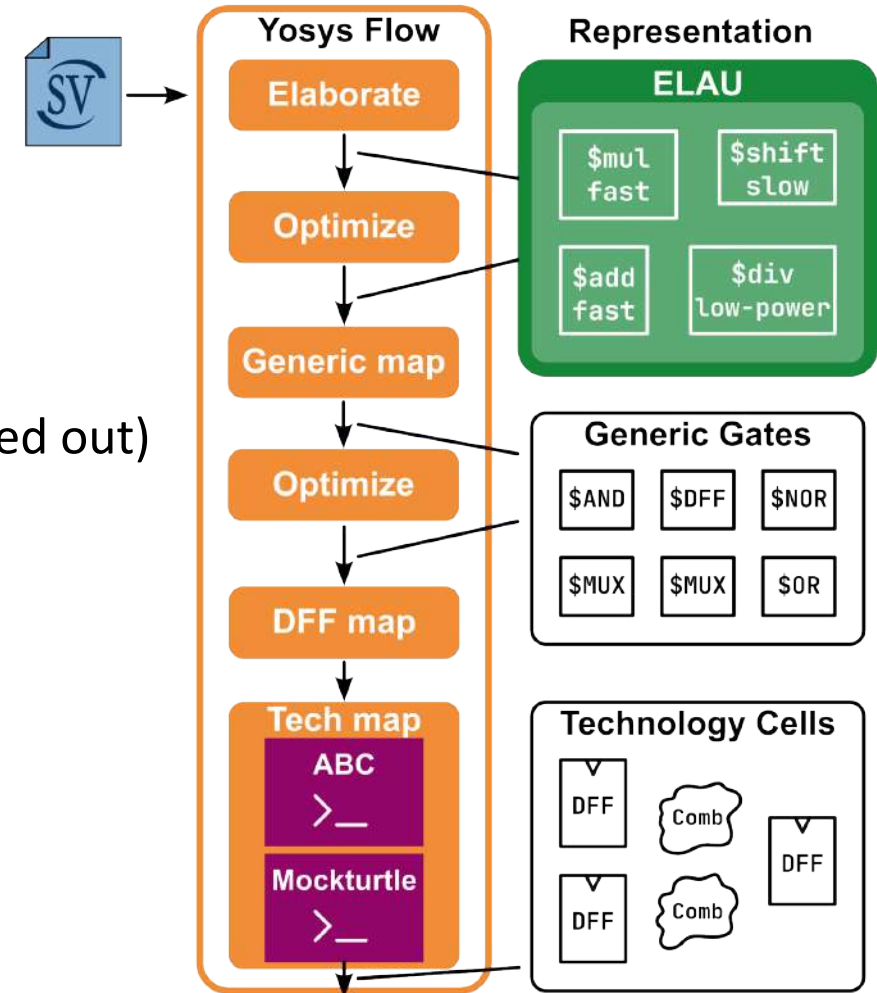 Yosys Flow
Representation
SV
Elaborate
Optimize
Generic map
Optimize
DFF map
Tech map
ABC
>_
Mockturtle
>_
ed out)
ELAU
$mul
fast
$shift
slow
$add
fast
$div
low-power
Generic Gates
$AND
$DFF
$NOR
$MUX
$MUX
$OR
Technology Cells
DFF
Comb
DFF
DFF
Comb